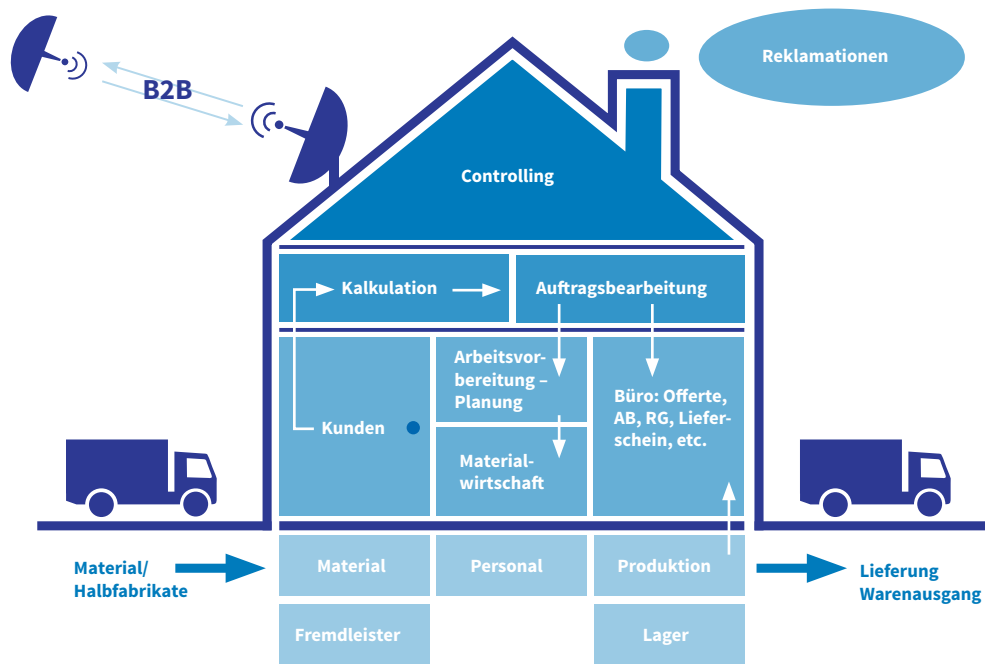 Reklamationen
B2B
Controlling
Kalkulation
Auftragsbearbeitung
Arbeitsvor-
bereitung –
Planung
Büro: Offerte,
AB, RG, Liefer-
schein, etc.
Kunden
Material-
wirtschaft
Material/
Halbfabrikate
Material
Personal
Produktion
Lieferung
Warenausgang
Fremdleister
Lager